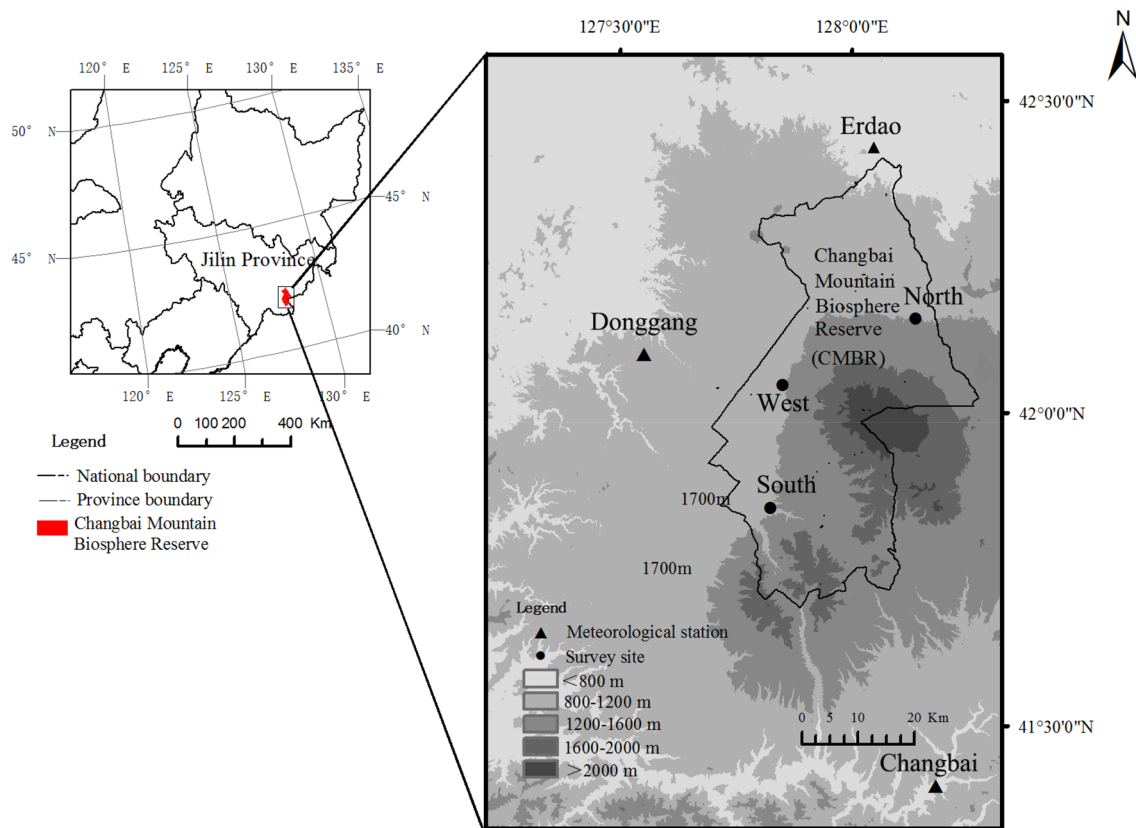 120° E
125° E
130° E
135° E
50° N
45° N
45° N
40° N
Jilin Province
120° E
125° E
130° E
0 100 200 400 Km
Legend
National boundary
Province boundary
Changbai Mountain
Biosphere Reserve
127°30'0"E
128°0'0"E
N
42°30'0"N
42°0'0"N
41°30'0"N
Erdao
Changbai
Mountain
Biosphere
Reserve
(CMBR)
North
Donggang
West
South
1700m
1700m
Legend
Meteorological station
Survey site
<800 m
800-1200 m
1200-1600 m
1600-2000 m
>2000 m
0 5 10 20 Km
Changbai